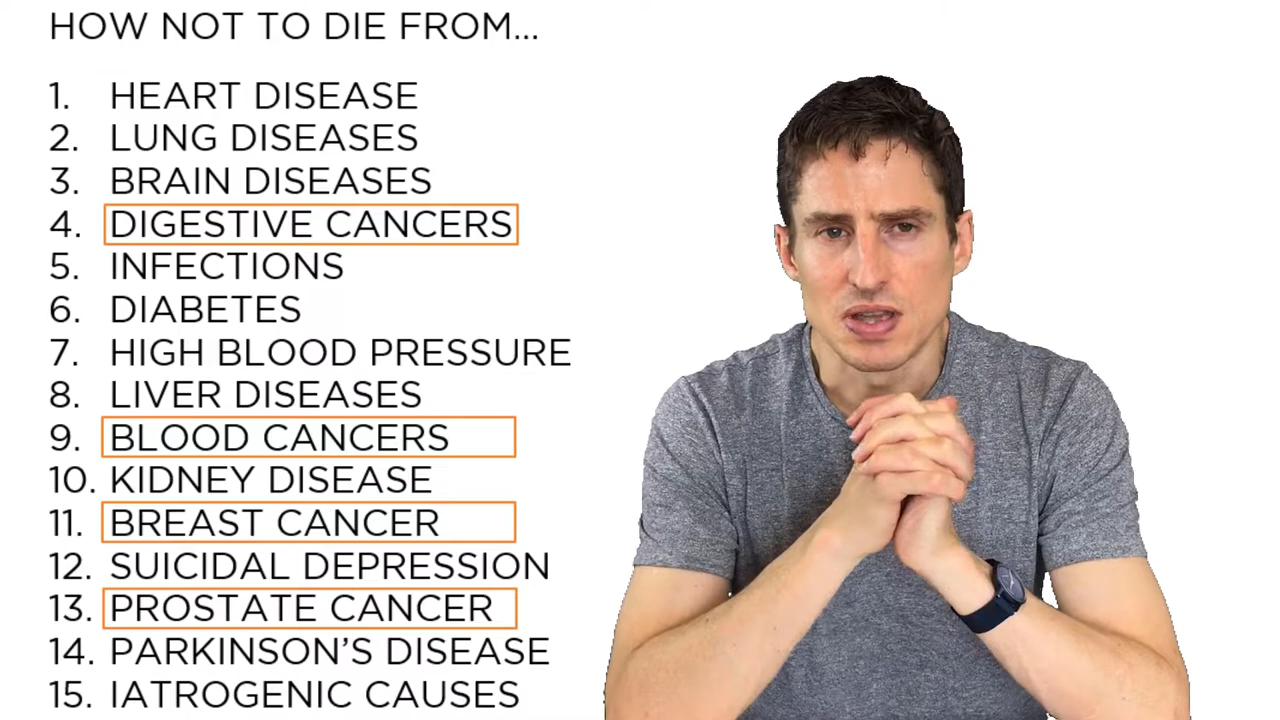 HOW NOT TO DIE FROM...
1. HEART DISEASE
2. LUNG DISEASES
3. BRAIN DISEASES
4. DIGESTIVE CANCERS
5. INFECTIONS
6. DIABETES
7. HIGH BLOOD PRESSURE
8. LIVER DISEASES
9. BLOOD CANCERS
10. KIDNEY DISEASE
11. BREAST CANCER
12. SUICIDAL DEPRESSION
13. PROSTATE CANCER
14. PARKINSON'S DISEASE
15. IATROGENIC CAUSES